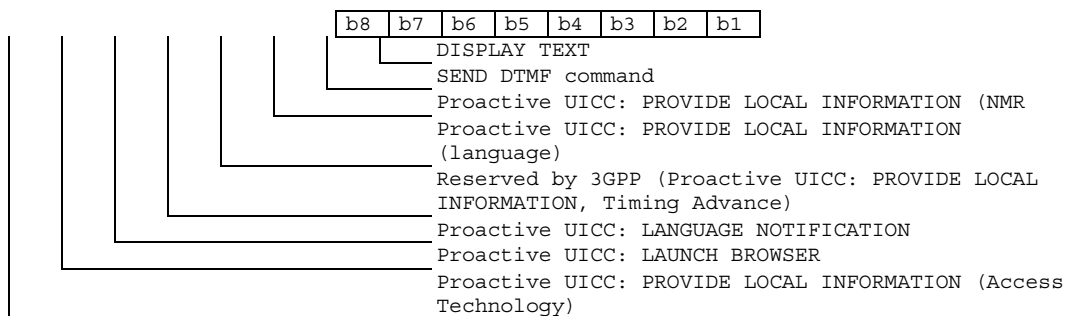 b8 b7 b6 b5 b4 b3 b2 b1
DISPLAY TEXT
SEND DTMF command
Proactive UICC: PROVIDE LOCAL INFORMATION (NMR
Proactive UICC: PROVIDE LOCAL INFORMATION
(language)
Reserved by 3GPP (Proactive UICC: PROVIDE LOCAL
INFORMATION, Timing Advance)
Proactive UICC: LANGUAGE NOTIFICATION
Proactive UICC: LAUNCH BROWSER
Proactive UICC: PROVIDE LOCAL INFORMATION (Access
Technology)